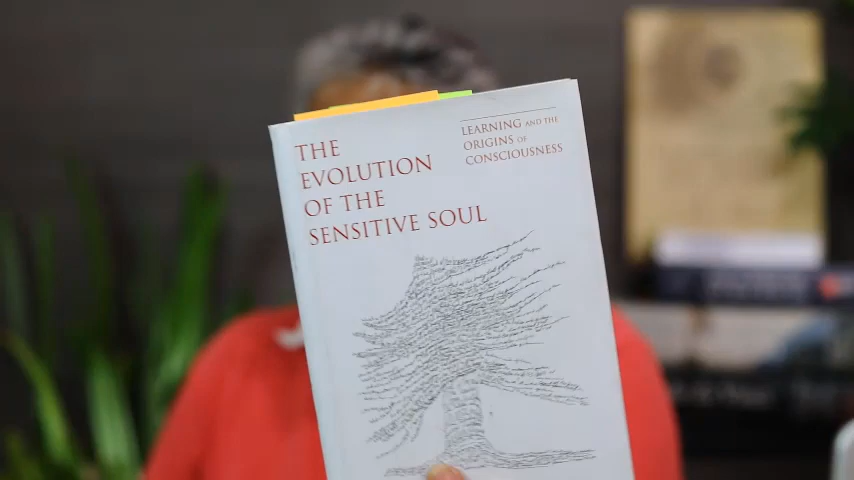 THE
EVOLUTION
OF THE
SENSITIVE SOUL
LEARNING AND THE
ORIGINS OF
CONSCIOUSNESS